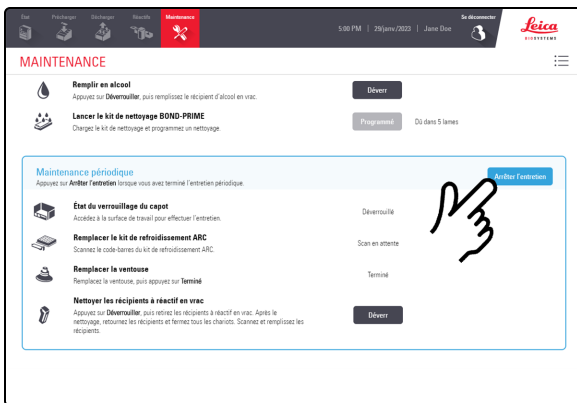 État Précharger Décharger Réactifs Maintenance
5:00 PM | 29/janv/2023 | Jane Doe
Se déconnecter
Leica
BIOSYSTEMS
MAINTENANCE
Remplir en alcool
Appuyez sur Déverrouiller, puis remplissez le récipient d'alcool en vrac.
Déverr
Lancer le kit de nettoyage BOND-PRIME
Chargez le kit de nettoyage et programmez un nettoyage.
Programmé Dû dans 5 lames
Maintenance périodique
Appuyez sur Arrêter l'entretien lorsque vous avez terminé l'entretien périodique.
Arrêter l'entretien
État du verrouillage du capot
Accédez à la surface de travail pour effectuer l'entretien.
Déverrouillé
Remplacer le kit de refroidissement ARC
Scannez le code-barres du kit de refroidissement ARC.
Scan en attente
Remplacer la ventouse
Remplacez la ventouse, puis appuyez sur Terminé
Terminé
Nettoyer les récipients à réactif en vrac
Appuyez sur Déverrouiller, puis retirez les récipients à réactif en vrac. Après le
nettoyage, retournez les récipients et fermez tous les chariots. Scannez et remplissez les
récipients.
Déverr